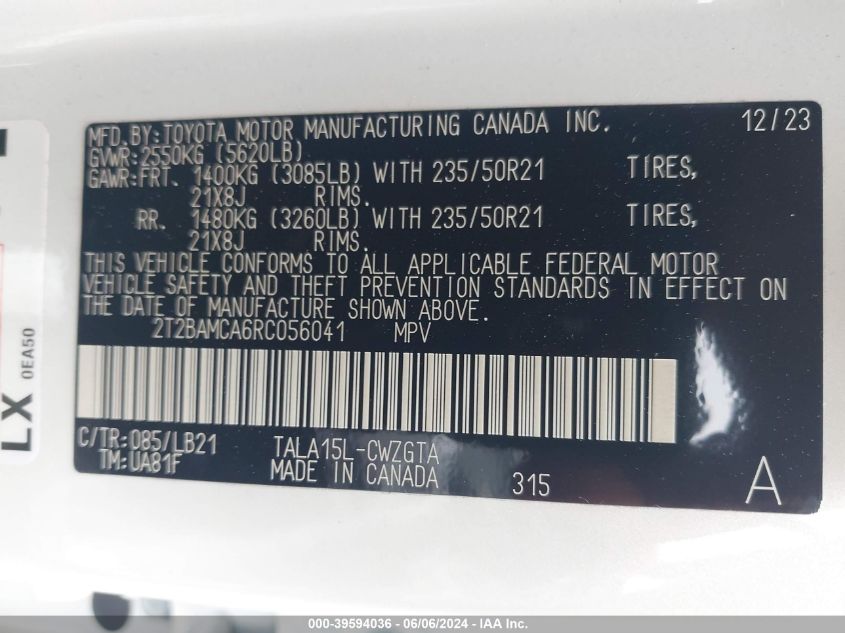 MFD.BY:TOYOTA MOTOR MANUFACTURING CANADA INC. 12/23
GVWR:2550KG (5620LB)
GAWR:FRT. 1400KG (3085LB) WITH 235/50R21 TIRES,
21X8J RIMS.
RR. 1480KG (3260LB) WITH 235/50R21 TIRES,
21X8J RIMS.
THIS VEHICLE CONFORMS TO ALL APPLICABLE FEDERAL MOTOR
VEHICLE SAFETY AND THEFT PREVENTION STANDARDS IN EFFECT ON
THE DATE OF MANUFACTURE SHOWN ABOVE.
2T2BAMCA6RC056041 MPV
C/TR:085/LB21 TALA15L-CWZGTA
TM:UA81F MADE IN CANADA 315 A
LX
0EA50
000-39594036 - 06/06/2024 - IAA Inc.